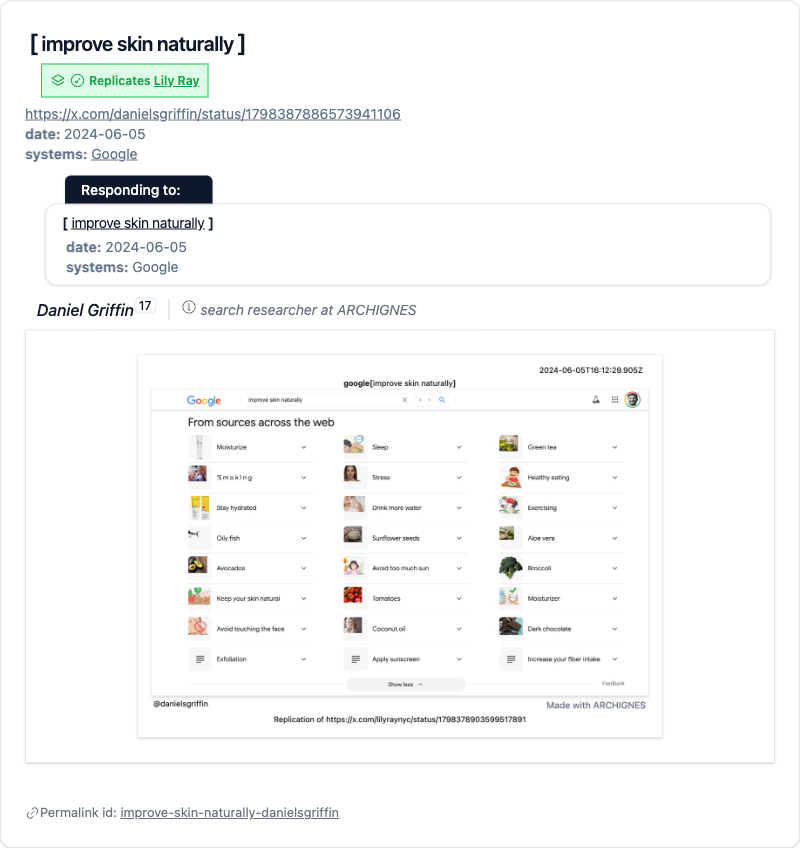 [ improve skin naturally ]
Replicates Lily Ray
https://x.com/danielsgriffin/status/1798387886573941106
date: 2024-06-05
systems: Google
Responding to:
[ improve skin naturally ]
date: 2024-06-05
systems: Google
Daniel Griffin 17 search researcher at ARCHIGNES
2024-06-05T16:12:29.905Z
google[improve skin naturally]
Google improve skin naturally
From sources across the web
Moisturize Sleep Green tea
'S m o k i n g Stress Healthy eating
Stay hydrated Drink more water Exercising
Oily fish Sunflower seeds Aloe vera
Avocados Avoid too much sun Broccoli
Keep your skin natural Tomatoes Moisturizer
Avoid touching the face Coconut oil Dark chocolate
Exfoliation Apply sunscreen Increase your fiber intake
Show less
Feedback
@danielsgriffin Made with ARCHIGNES
Replication of https://x.com/lilyraynyc/status/1798378903599517891
Permalink id: improve-skin-naturally-danielsgriffin